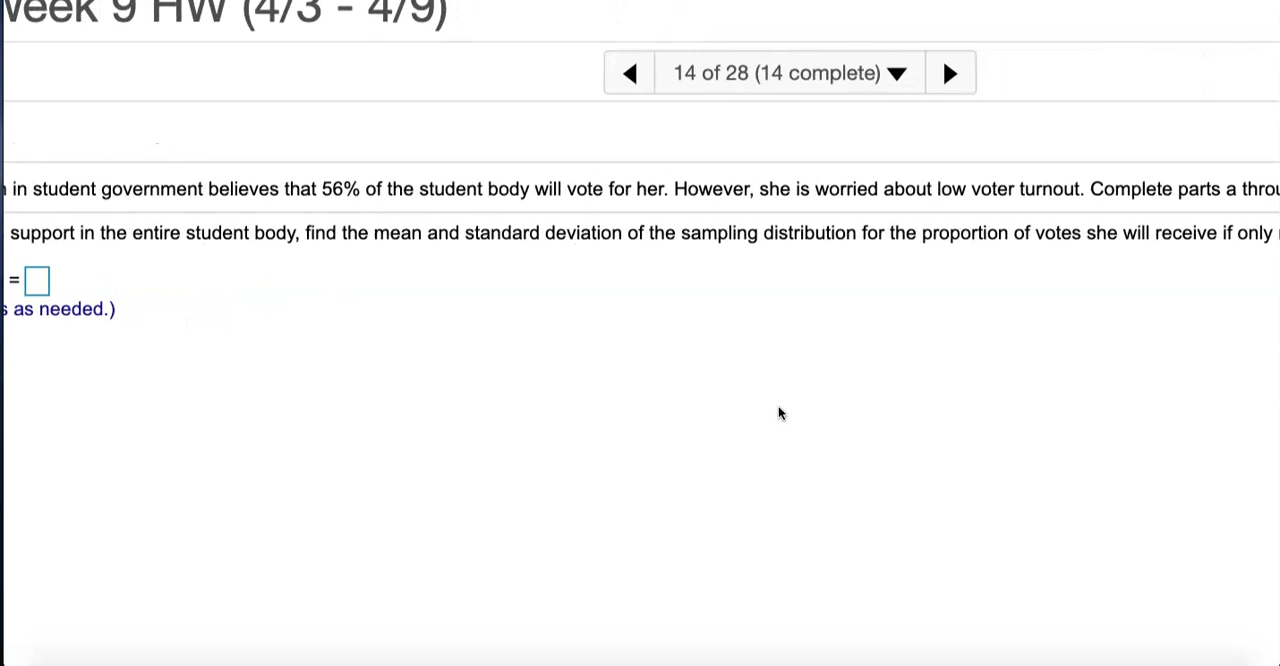 Week 9 HW (4/3 - 4/9)
14 of 28 (14 complete)
in student government believes that 56% of the student body will vote for her. However, she is worried about low voter turnout. Complete parts a
support in the entire student body, find the mean and standard deviation of the sampling distribution for the proportion of votes she will receive if only
=
as needed.)